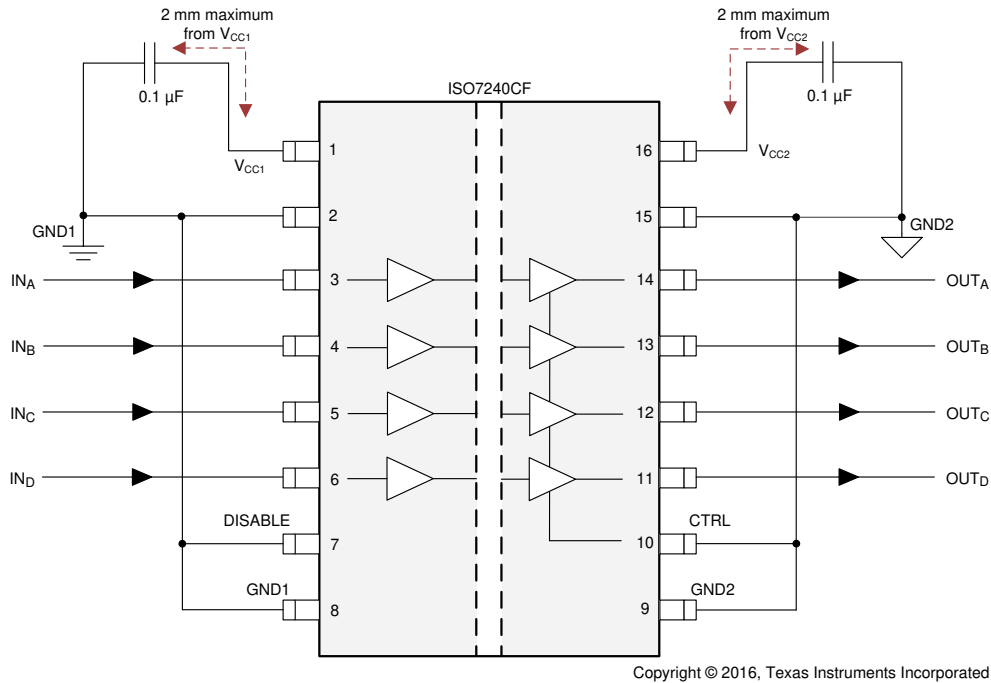 2 mm maximum
from VCC1
2 mm maximum
from VCC2
0.1 µF
0.1 µF
ISO7240CF
1
16
VCC1
VCC2
2
15
GND1
GND2
INA
3
14
OUTA
INB
4
13
OUTB
INC
5
12
OUTC
IND
6
11
OUTD
DISABLE
CTRL
7
10
GND1
GND2
8
9
Copyright © 2016, Texas Instruments Incorporated